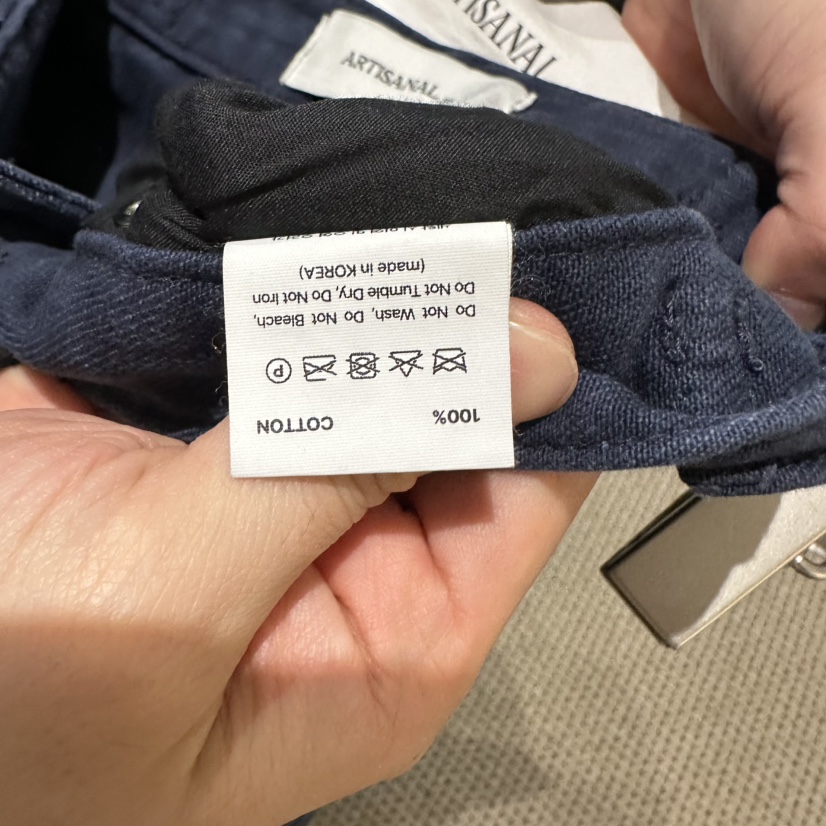 ARTISANAL
ARTISANAL
100% COTTON
P
Do Not Wash, Do Not Bleach,
Do Not Tumble Dry, Do Not Iron
(made in KOREA)